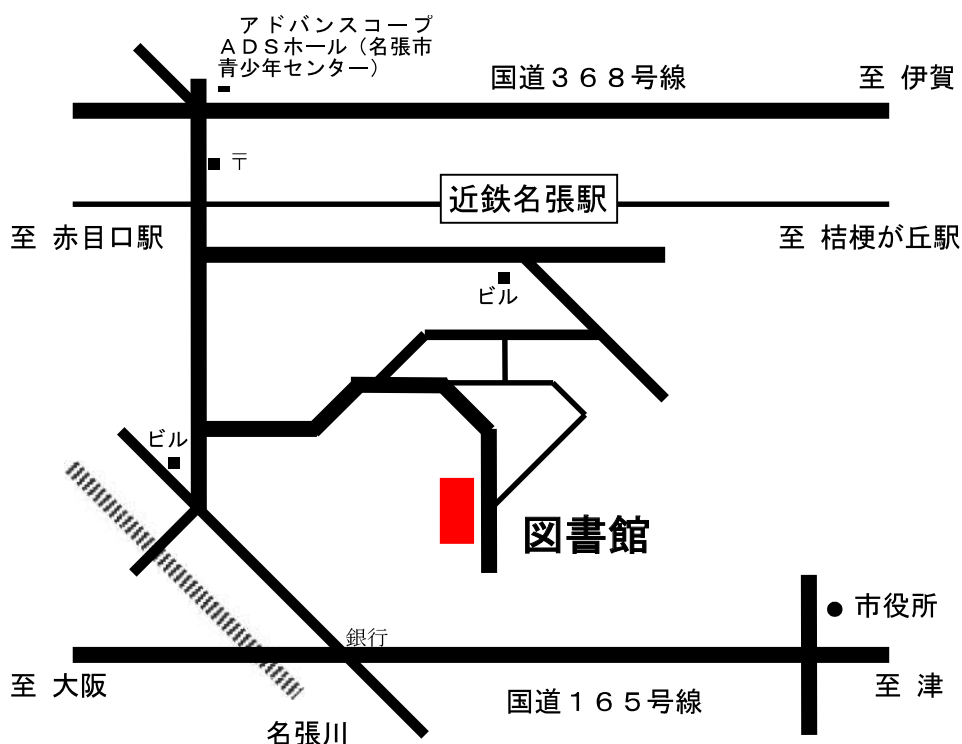 アドバンスコープ
ＡＤＳホール（名張市
青少年センター）
国道３６８号線
至 伊賀
〒
近鉄名張駅
至 赤目口駅
至 桔梗が丘駅
ビル
ビル
図書館
市役所
銀行
至 大阪
国道１６５号線
至 津
名張川